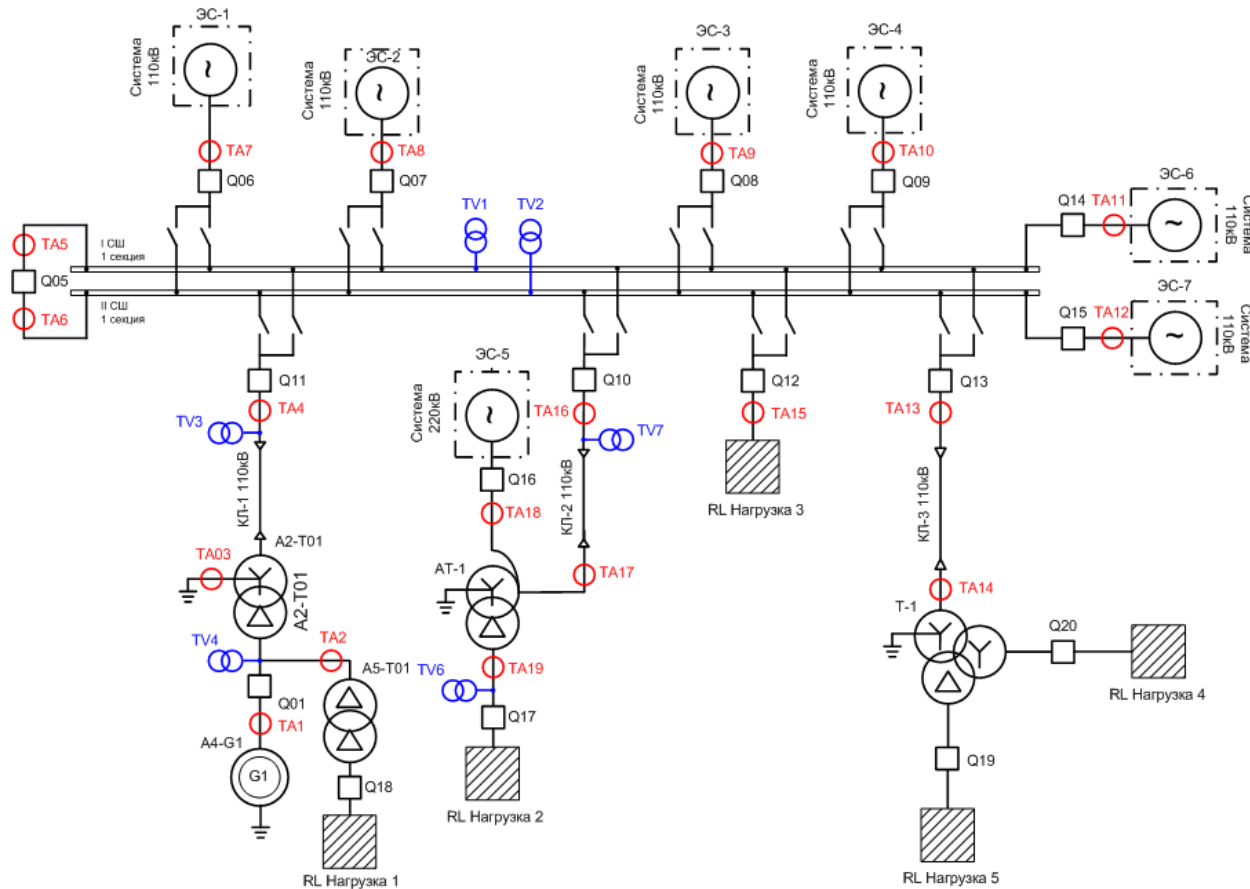 ЭС-1
Система
110кВ
TA7
Q06
ЭС-2
Система
110кВ
TA8
Q07
ЭС-3
Система
110кВ
TA9
Q08
ЭС-4
Система
110кВ
TA10
Q09
TV1
TV2
ЭС-6
Q14
TA11
Система
110кВ
TA5
I СШ
1 секция
Q05
TA6
II СШ
1 секция
ЭС-7
Q15
TA12
Система
110кВ
Q11
TA4
TV3
КЛ-1 110кВ
ЭС-5
Система
220кВ
Q16
TA18
Q10
TA16
TV7
КЛ-2 110кВ
TA17
Q12
TA15
RL Нагрузка 3
Q13
TA13
КЛ-3 110кВ
TA14
A2-T01
TA03
A2-T01
АТ-1
Т-1
Q20
RL Нагрузка 4
TV4
TA2
A5-T01
Q01
TA1
A4-G1
G1
Q18
RL Нагрузка 1
TA19
TV6
Q17
RL Нагрузка 2
Q19
RL Нагрузка 5